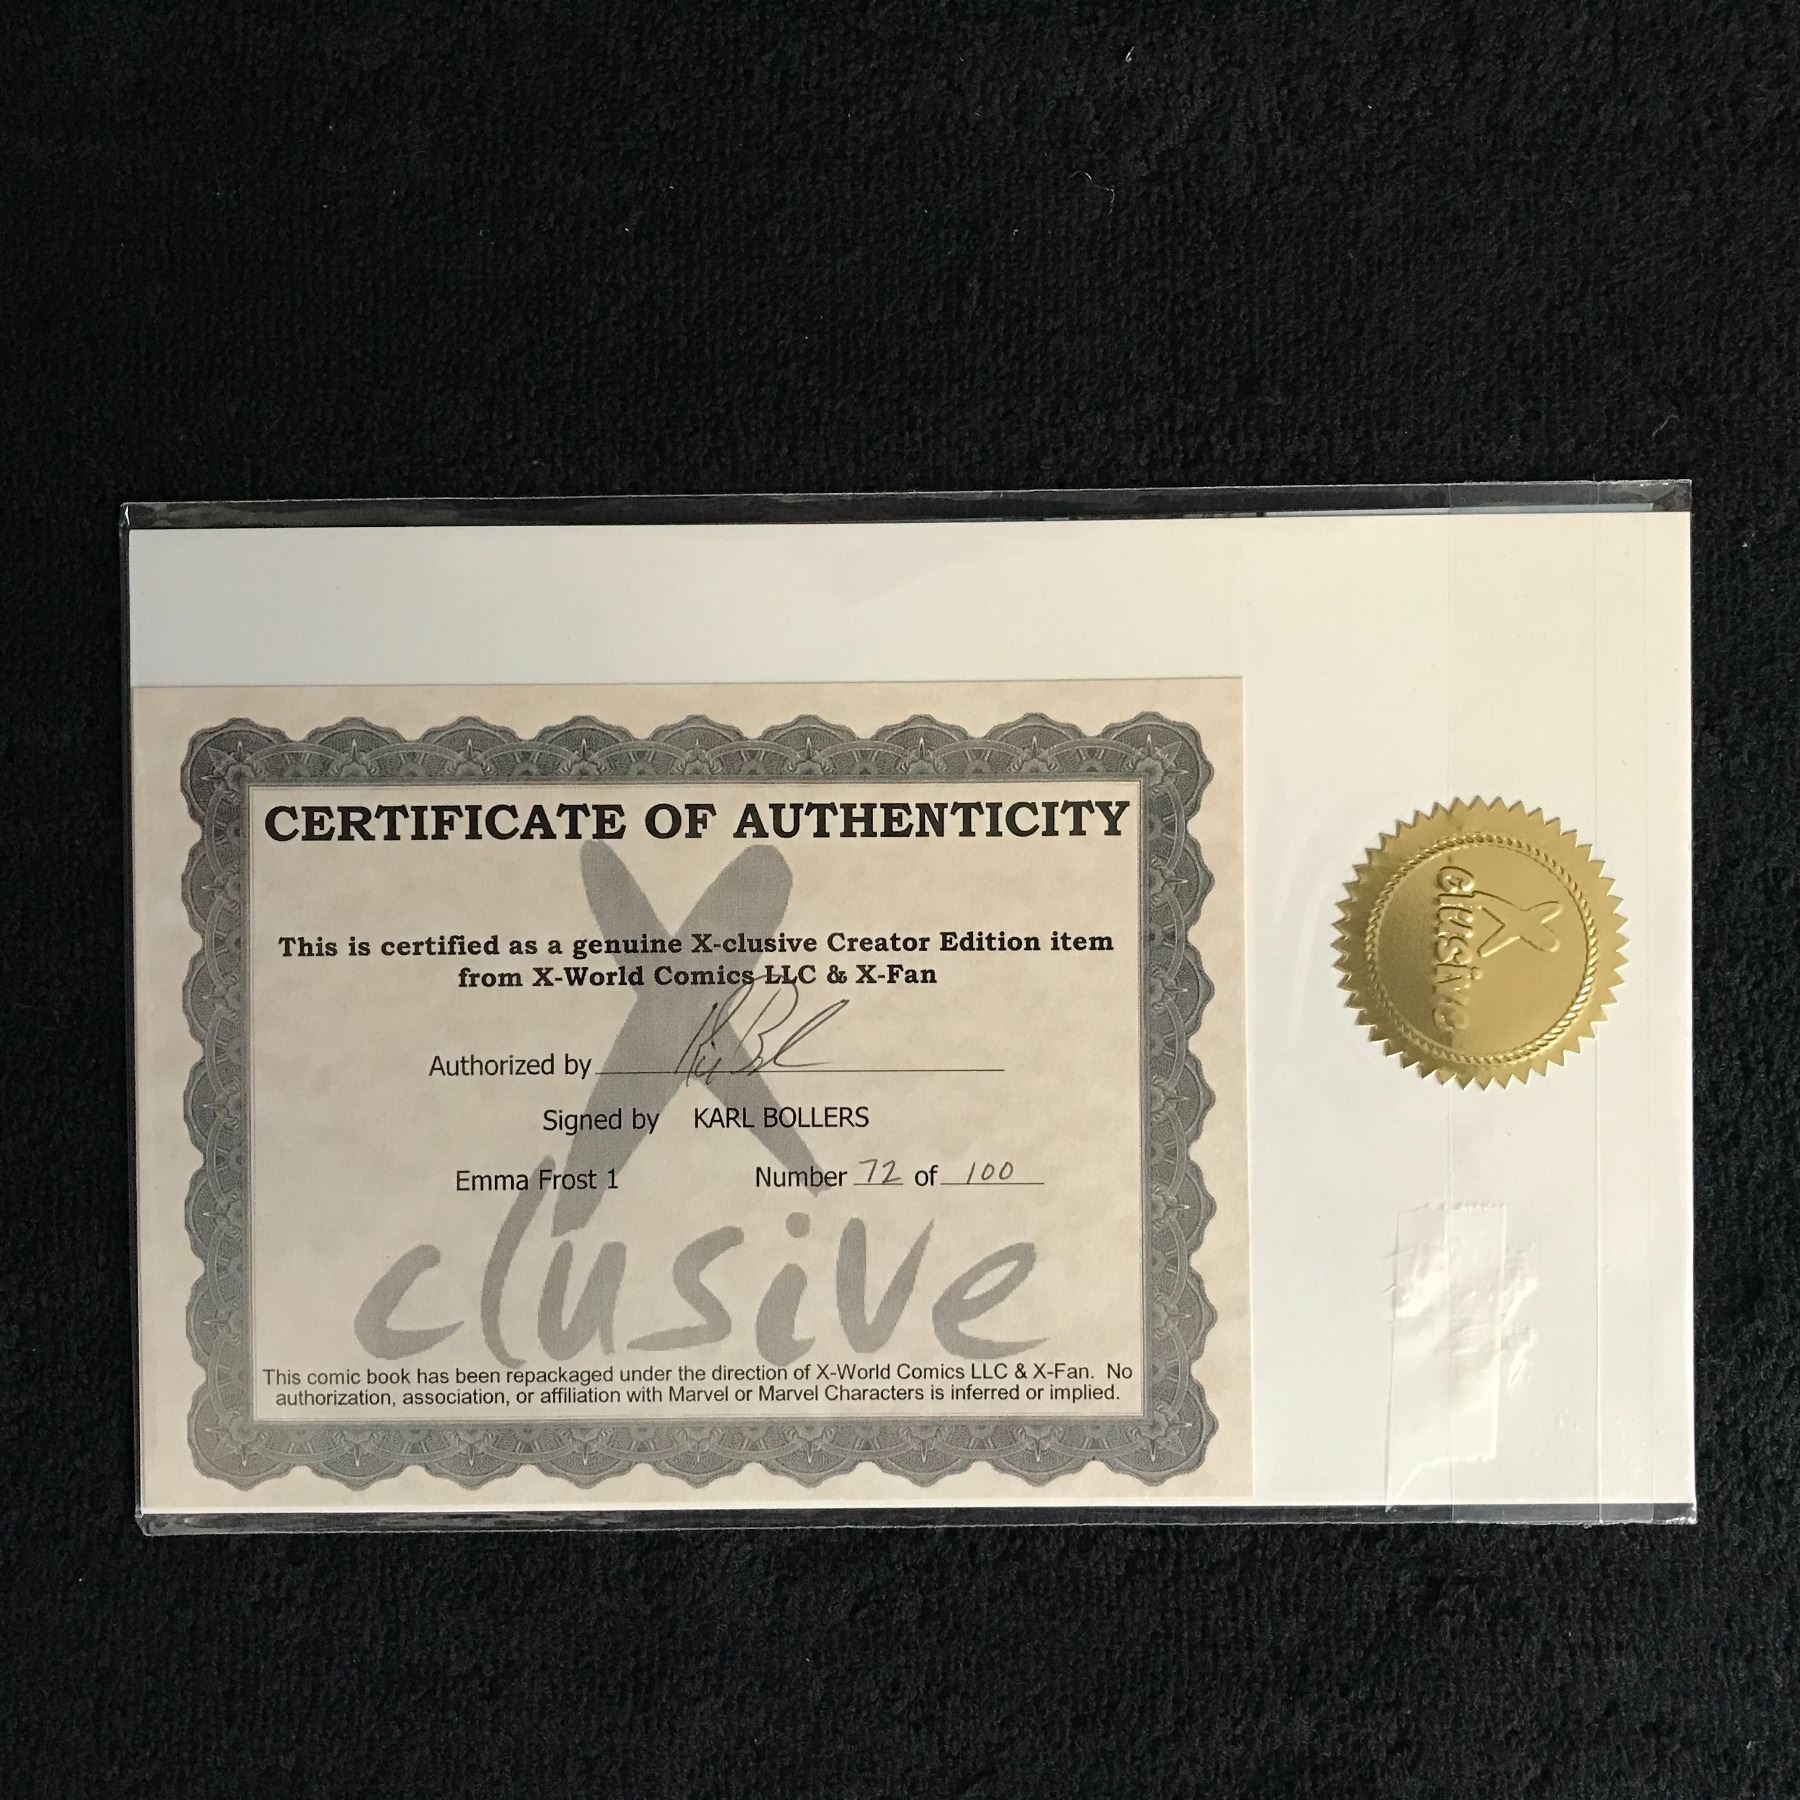 CERTIFICATE OF AUTHENTICITY
This is certified as a genuine X-clusive Creator Edition item
from X-World Comics LLC & X-Fan
Authorized by
Signed by KARL BOLLERS
Emma Frost 1 Number 72 of 100
X
clusive
This comic book has been repackaged under the direction of X-World Comics LLC & X-Fan. No
authorization, association, or affiliation with Marvel or Marvel Characters is inferred or implied.
X
clusive